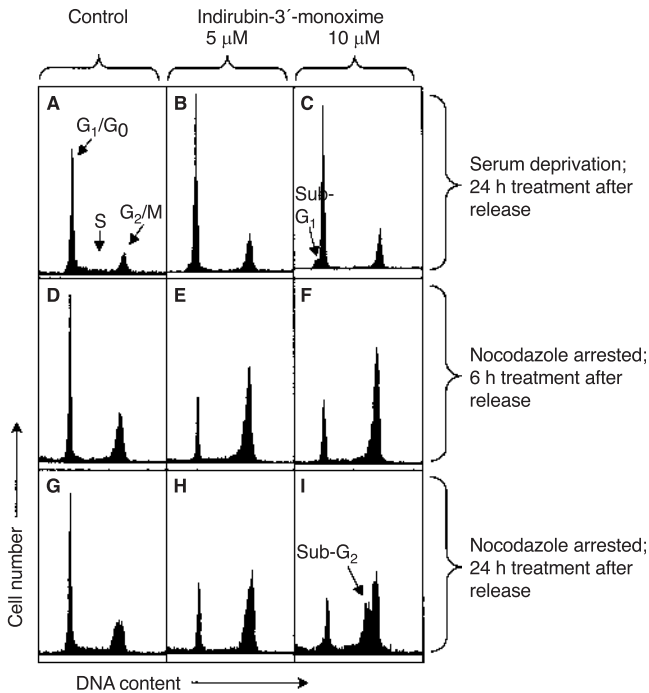 Control
Indirubin-3´-monoxime
5 μM
10 μM
A
G1/G0
S
G2/M
B
C
Sub-
G1
Serum deprivation;
24 h treatment after
release
D
E
F
Nocodazole arrested;
6 h treatment after
release
G
H
I
Sub-G2
Nocodazole arrested;
24 h treatment after
release
Cell number
DNA content